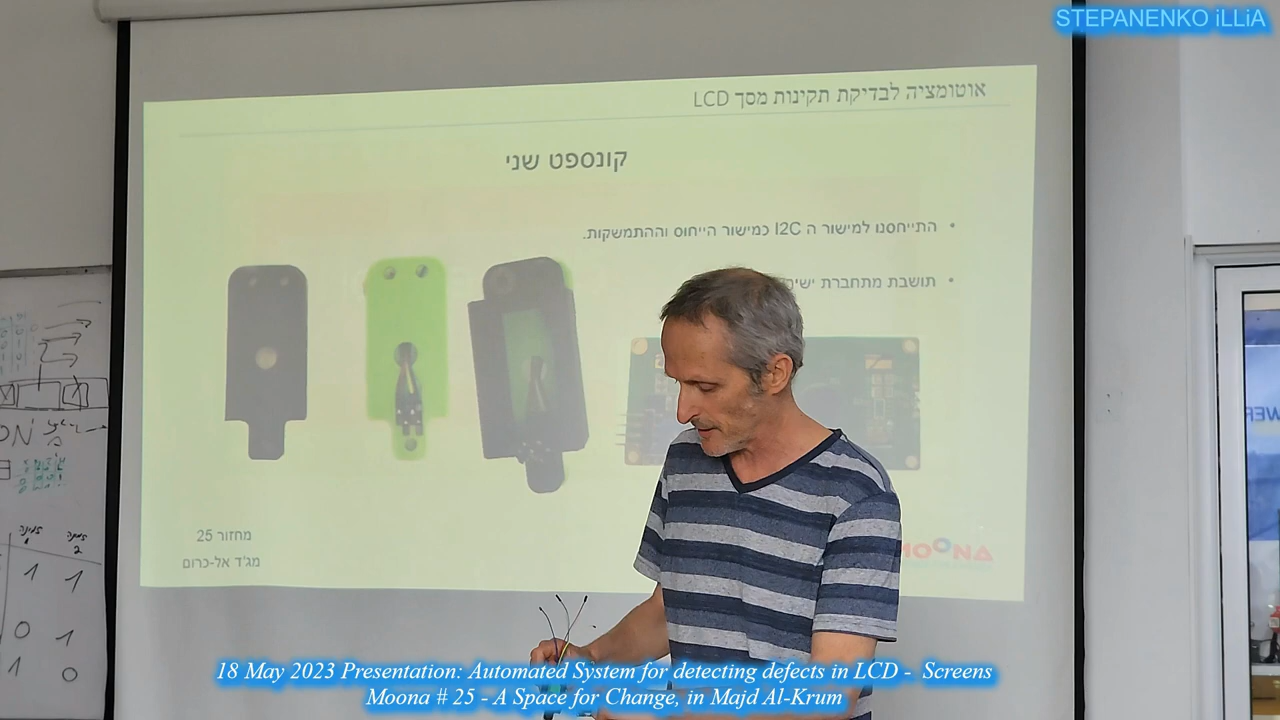 STEPANENKO iLLiA
אוטומציה לבדיקת תקינות מסך LCD
קונספט שני
• התייחסנו למישור ה I2C כמישור הייחוס וההתמשקות.
• תושבת מתחברת
מחזור 25
מג'ד אל-כרום
MOONA
1 1
0 1
1 0
18 May 2023 Presentation: Automated System for detecting defects in LCD - Screens
Moona # 25 - A Space for Change, in Majd Al-Krum